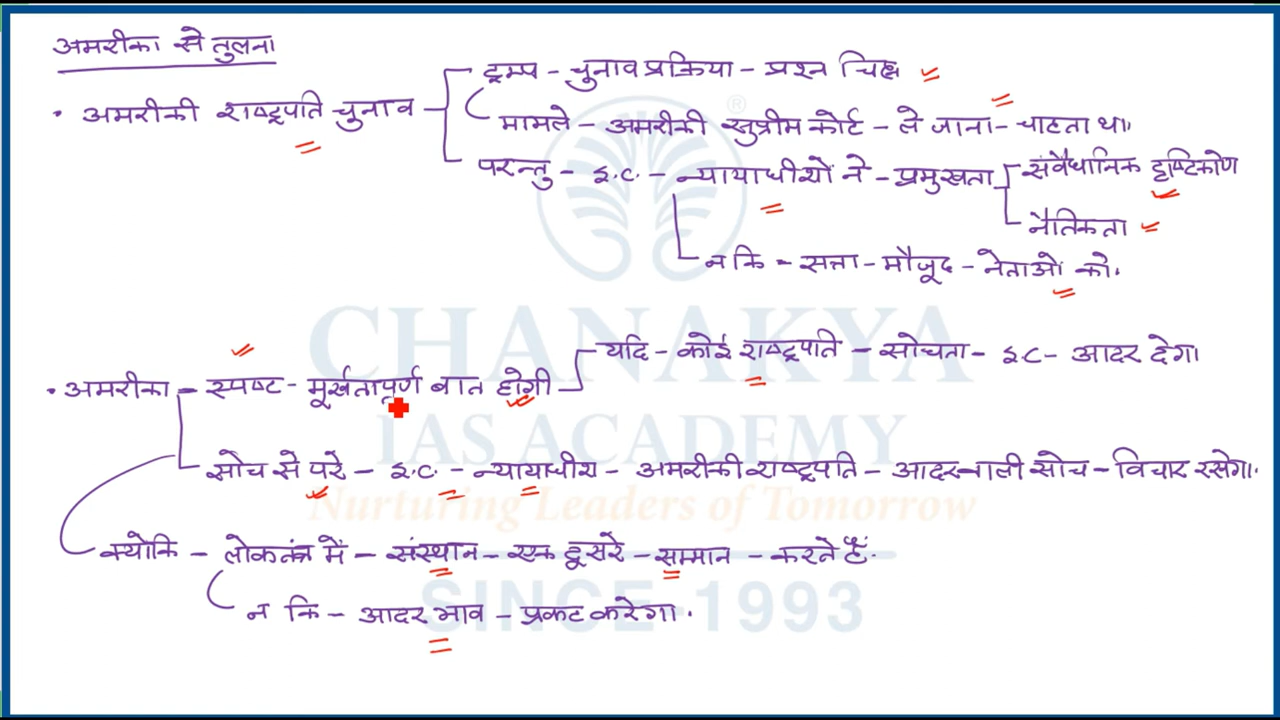 अमरीका से तुलना
ट्रम्प - चुनाव प्रक्रिया - प्रश्न चिह्न
• अमरीकी राष्ट्रपति चुनाव
मामले - अमरीकी सुप्रीम कोर्ट - ले जाना - चाहता था।
परन्तु - S.C. - न्यायाधीशों ने - प्रमुखता
संवैधानिक दृष्टिकोण
नैतिकता
न कि - सत्ता - मौजूद - नेताओं को।
यदि - कोई राष्ट्रपति - सोचता - SC - आदर देगा
• अमरीका - स्पष्ट - मूर्खतापूर्ण बात होगी
सोच से परे - S.C. - न्यायाधीश - अमरीकी राष्ट्रपति - आदर वाली सोच - विचार रखेगा।
क्योकि - लोकतंत्र में - संस्थान - एक दूसरे - सम्मान - करते हैं.
न कि - आदर भाव - प्रकट करेगा.
CHANAKYA
IAS ACADEMY
Nurturing Leaders of Tomorrow
SINCE-1993
®